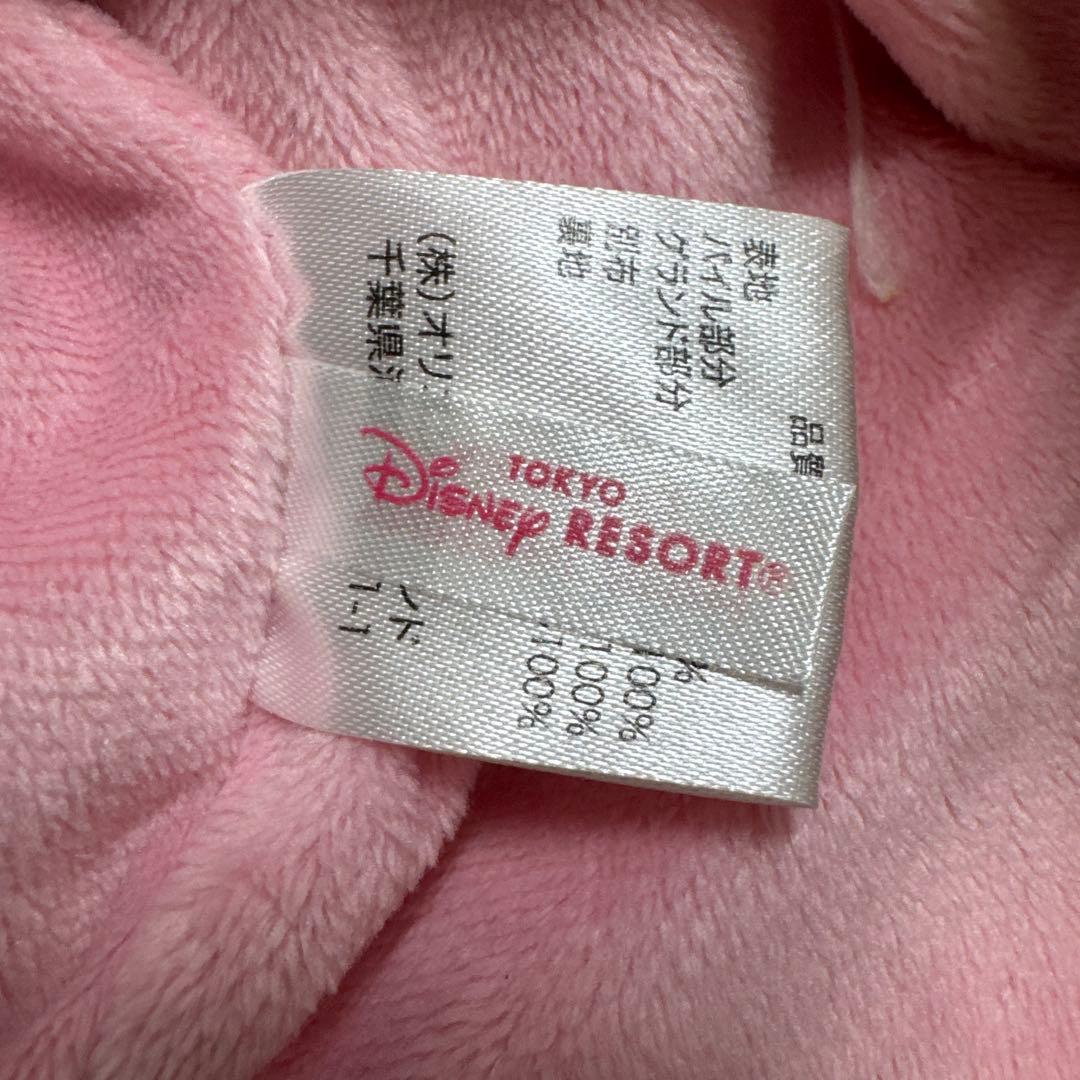 品質
表地
パイル部分
グランド部分
別布
裏地
%
100%
100%
100%
(株)オリ
ンド
千葉県
1-1
TOKYO
Disney RESORT®